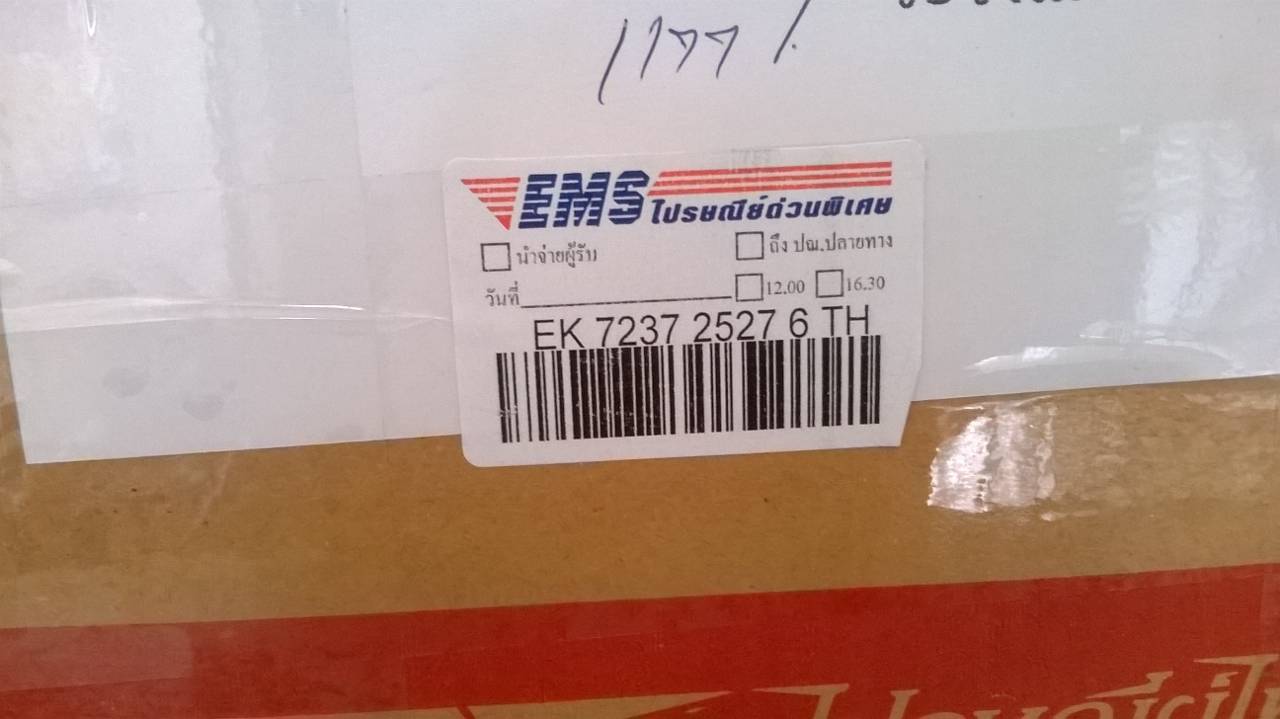 EMS ไปรษณีย์ด่วนพิเศษ
นำจ่ายผู้รับ ถึง ปณ.ปลายทาง
วันที่ 12.00 16.30
EK 7237 2527 6 TH